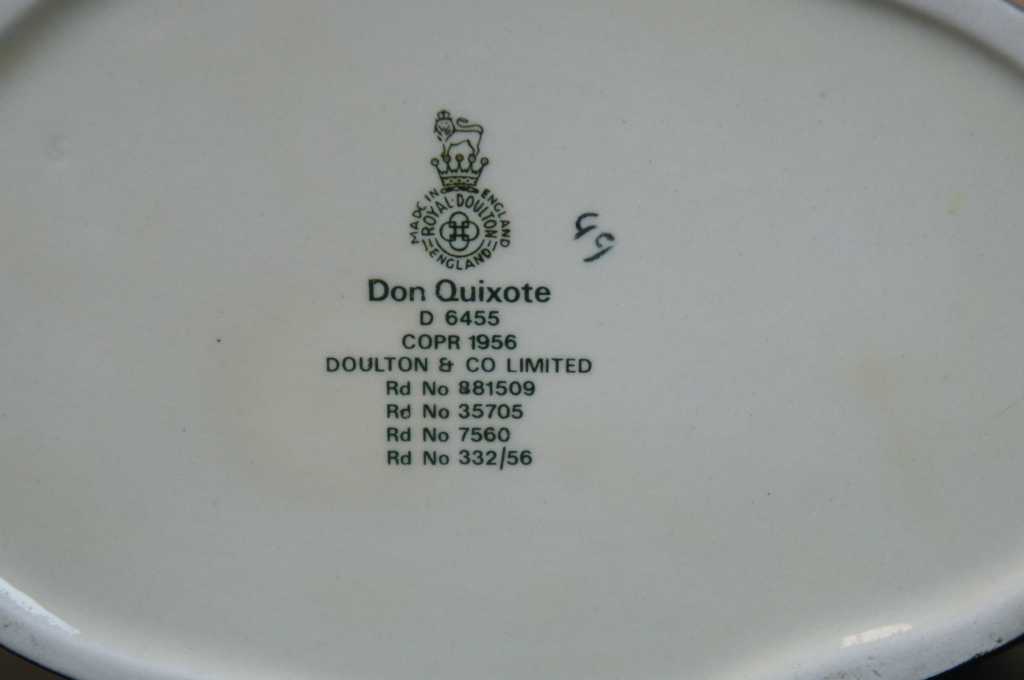 MADE IN ENGLAND
ROYAL·DOULTON
ENGLAND
Don Quixote
D 6455
COPR 1956
DOULTON & CO LIMITED
Rd No 881509
Rd No 35705
Rd No 7560
Rd No 332/56